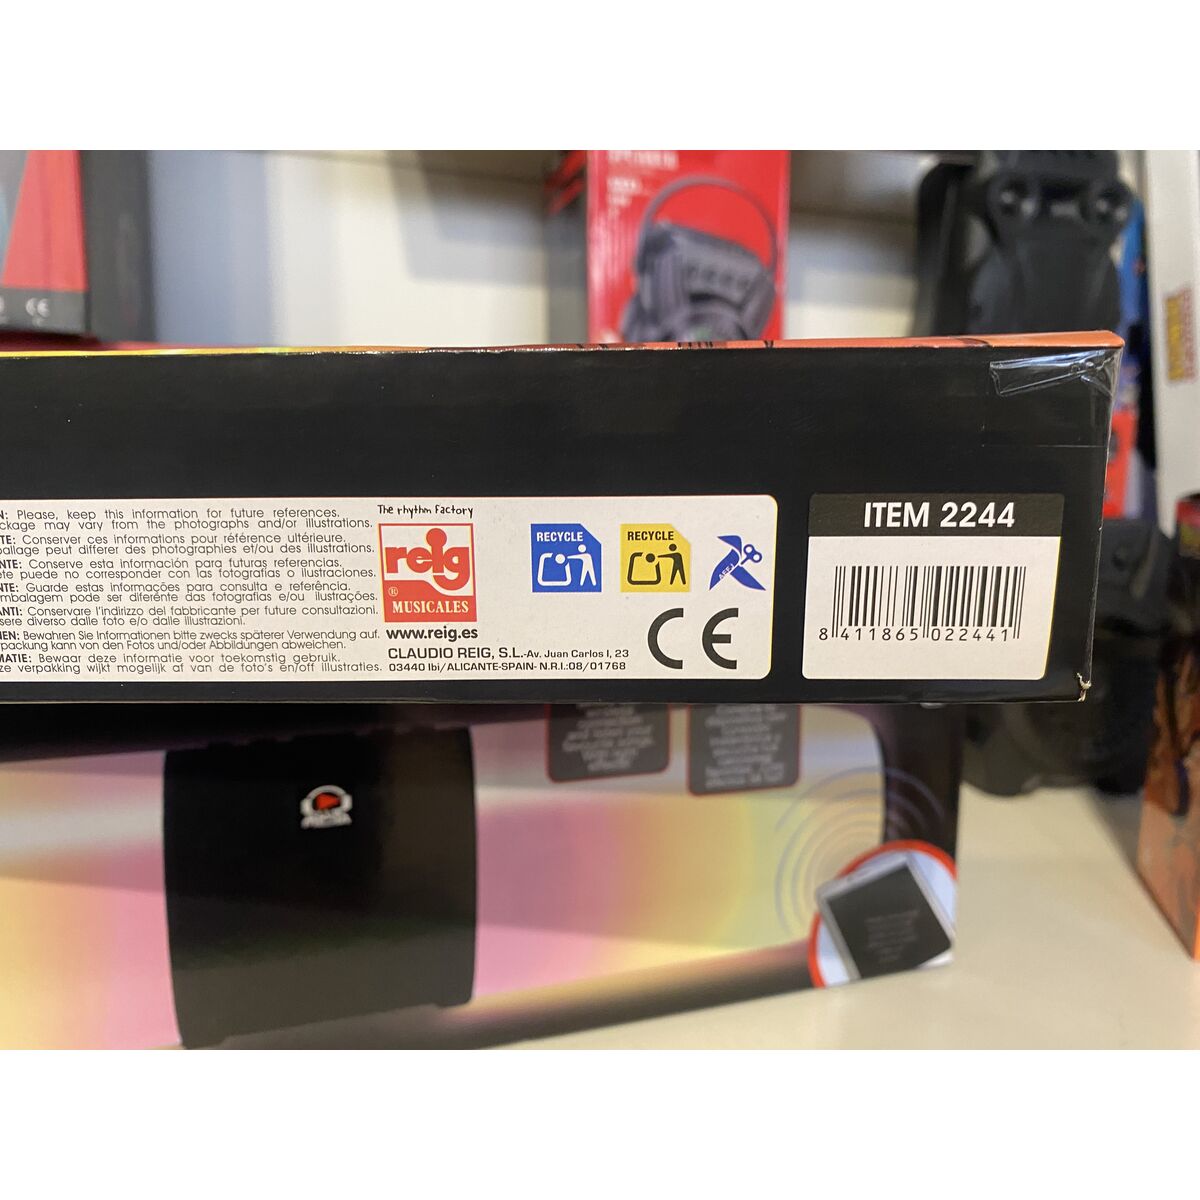 N: Please, keep this information for future references.
ckage may vary from the photographs and/or illustrations.
TE: Conserver ces informations pour référence ultérieure.
ballage peut différer des photographies et/ou des illustrations.
NTE: Conserve esta información para futuras referencias.
ete puede no corresponder con las fotografías o ilustraciones.
NTE: Guarde estas informações para consulta e referência.
mbalagem pode ser diferente das fotografias e/ou ilustrações.
ANTI: Conservare l'indirizzo del fabbricante per future consultazioni.
sere diverso dalle foto e/o dalle illustrazioni.
EN: Bewahren Sie Informationen bitte zwecks späterer Verwendung auf.
packung kann von den Fotos und/oder Abbildungen abweichen.
MATIE: Bewaar deze informatie voor toekomstig gebruik.
ze verpakking wijkt mogelijk af van de foto's en/off illustraties.
The rhythm Factory
reig
®
MUSICALES
www.reig.es
CLAUDIO REIG, S.L.-Av. Juan Carlos I, 23
03440 Ibi/ALICANTE-SPAIN- N.R.I.:08/01768
RECYCLE
RECYCLE
AEFJ
CE
ITEM 2244
8 411865 022441
CE